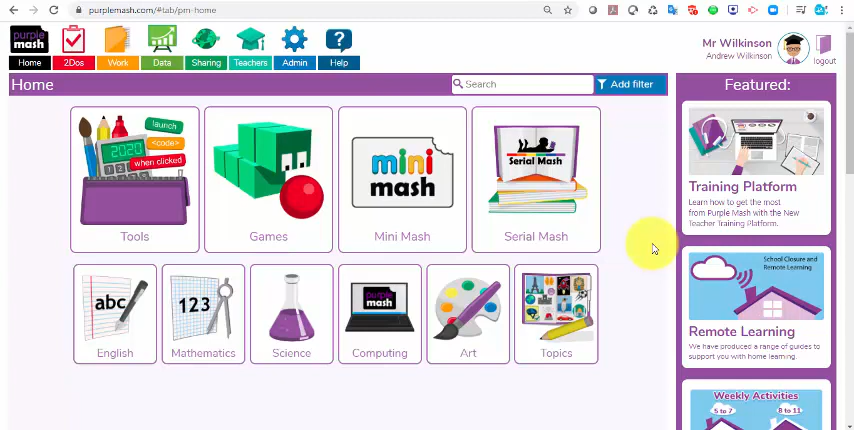 purplemash.com/#tab/pm-home
purple
mash
Home
2Dos
Work
Data
Sharing
Teachers
Admin
Help
Mr Wilkinson
Andrew Wilkinson
logout
Home
Search
Add filter
Featured:
launch
<code>
when clicked
2020
Tools
Games
mini
mash
Mini Mash
Serial Mash
Serial Mash
abc
English
123
Mathematics
Science
purple
mash
Computing
Art
Topics
Training Platform
Learn how to get the most
from Purple Mash with the New
Teacher Training Platform.
School Closure and
Remote Learning
Remote Learning
We have produced a range of guides to
support you with home learning.
Weekly Activities
5 to 7
8 to 11